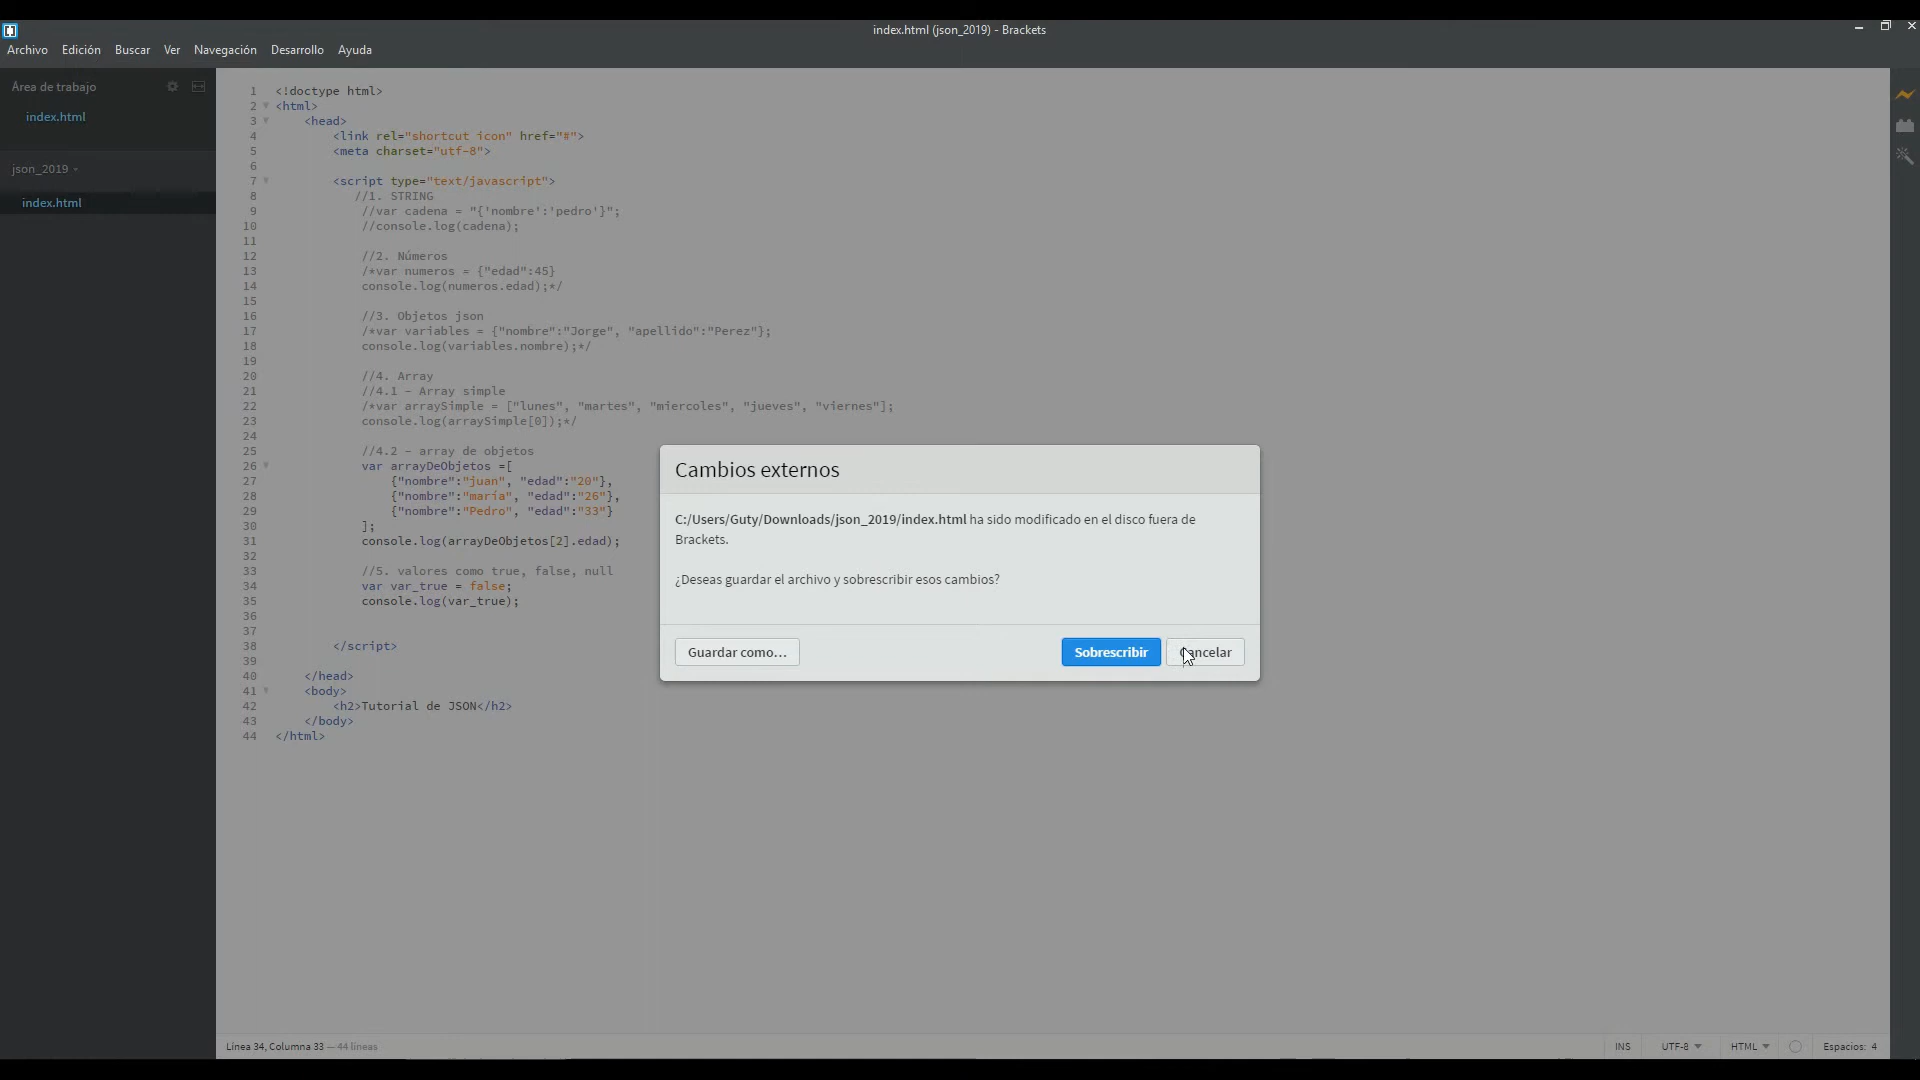 index.html (json_2019) - Brackets
Archivo Edición Buscar Ver Navegación Desarrollo Ayuda
Área de trabajo
index.html
json_2019
index.html
1 <!doctype html>
2 <html>
3 <head>
4 <link rel="shortcut icon" href="#">
5 <meta charset="utf-8">
6
7 <script type="text/javascript">
8 //1. STRING
9 //var cadena = "{'nombre':'pedro'}";
10 //console.log(cadena);
11
12 //2. Números
13 /*var numeros = {"edad":45}
14 console.log(numeros.edad);*/
15
16 //3. Objetos json
17 /*var variables = {"nombre":"Jorge", "apellido":"Perez"};
18 console.log(variables.nombre);*/
19
20 //4. Array
21 //4.1 - Array simple
22 /*var arraySimple = ["lunes", "martes", "miercoles", "jueves", "viernes"];
23 console.log(arraySimple[0]);*/
24
25 //4.2 - array de objetos
26 var arrayDeObjetos =[
27 {"nombre":"juan", "edad":"20"},
28 {"nombre":"maria", "edad":"26"},
29 {"nombre":"Pedro", "edad":"33"}
30 ];
31 console.log(arrayDeObjetos[2].edad);
32
33 //5. valores como true, false, null
34 var var_true = false;
35 console.log(var_true);
36
37
38 </script>
39
40 </head>
41 <body>
42 <h2>Tutorial de JSON</h2>
43 </body>
44 </html>
Cambios externos
C:/Users/Guty/Downloads/json_2019/index.html ha sido modificado en el disco fuera de
Brackets.
¿Deseas guardar el archivo y sobrescribir esos cambios?
Guardar como... Sobrescribir Cancelar
Línea 34, Columna 33 — 44 líneas INS UTF-8 HTML Espacios: 4